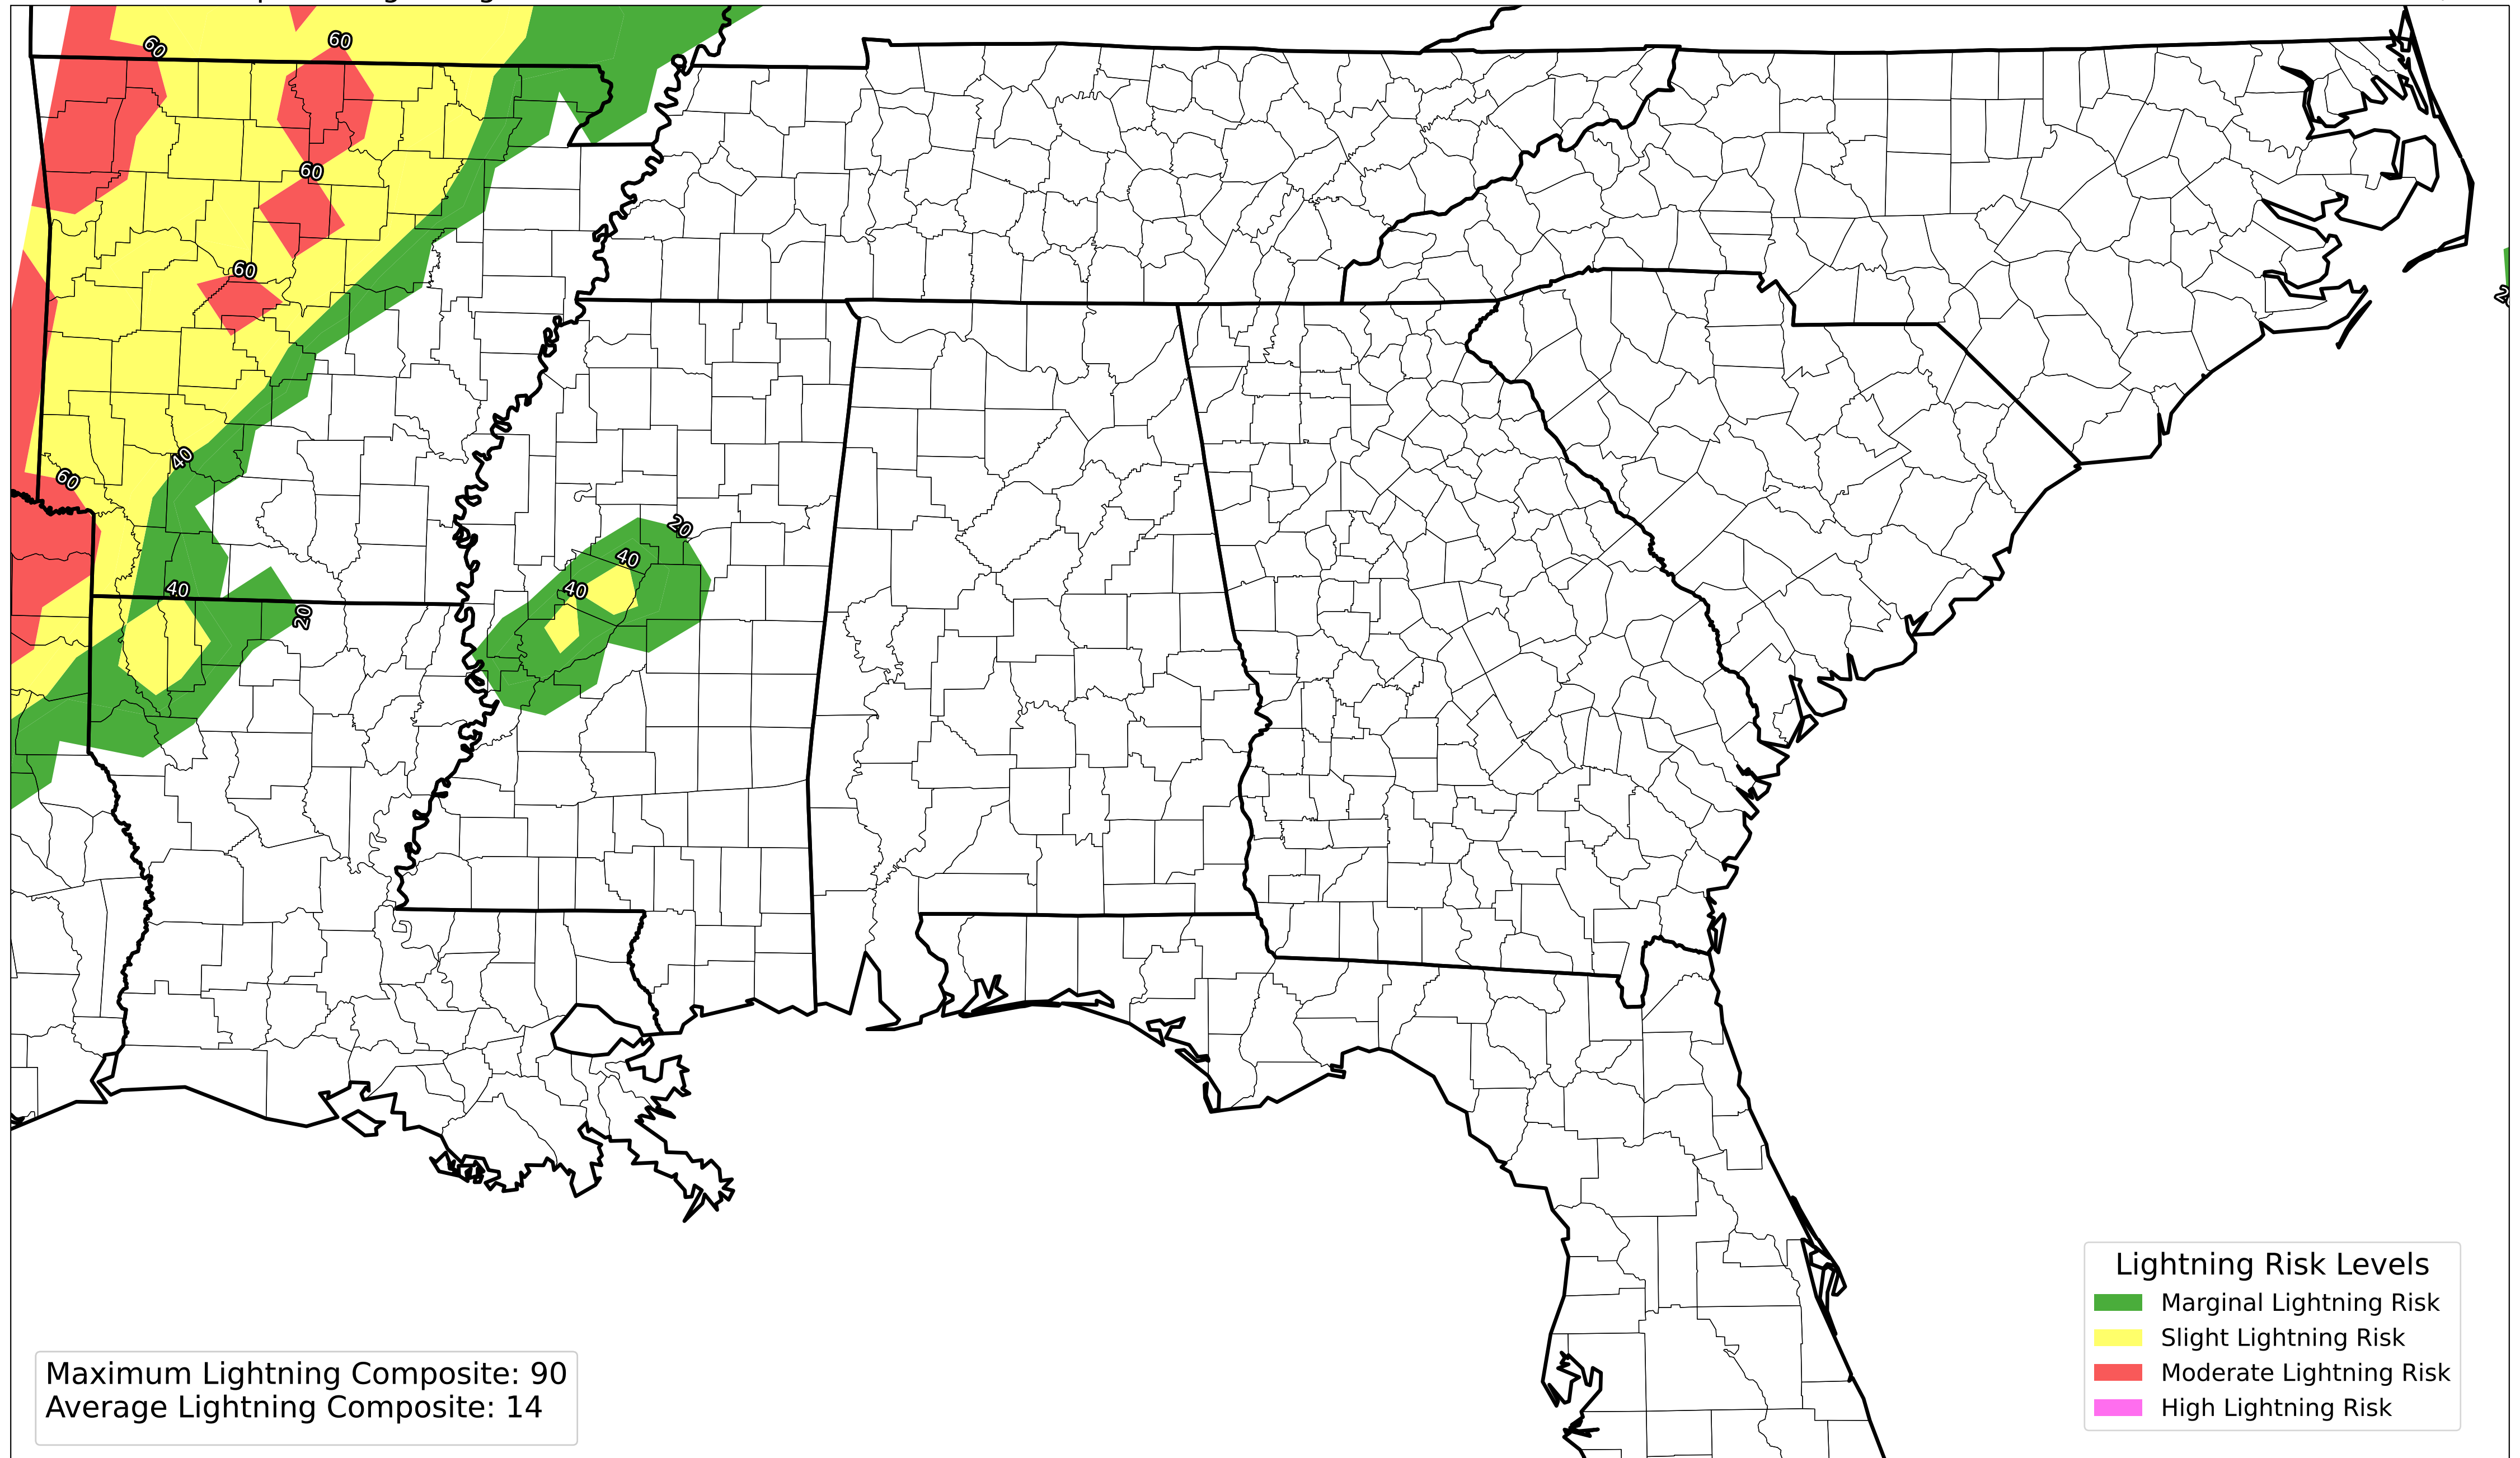 60
60
60
60
40
60
20
40
40
40
20
Lightning Risk Levels
Marginal Lightning Risk
Slight Lightning Risk
Moderate Lightning Risk
High Lightning Risk
Maximum Lightning Composite: 90
Average Lightning Composite: 14